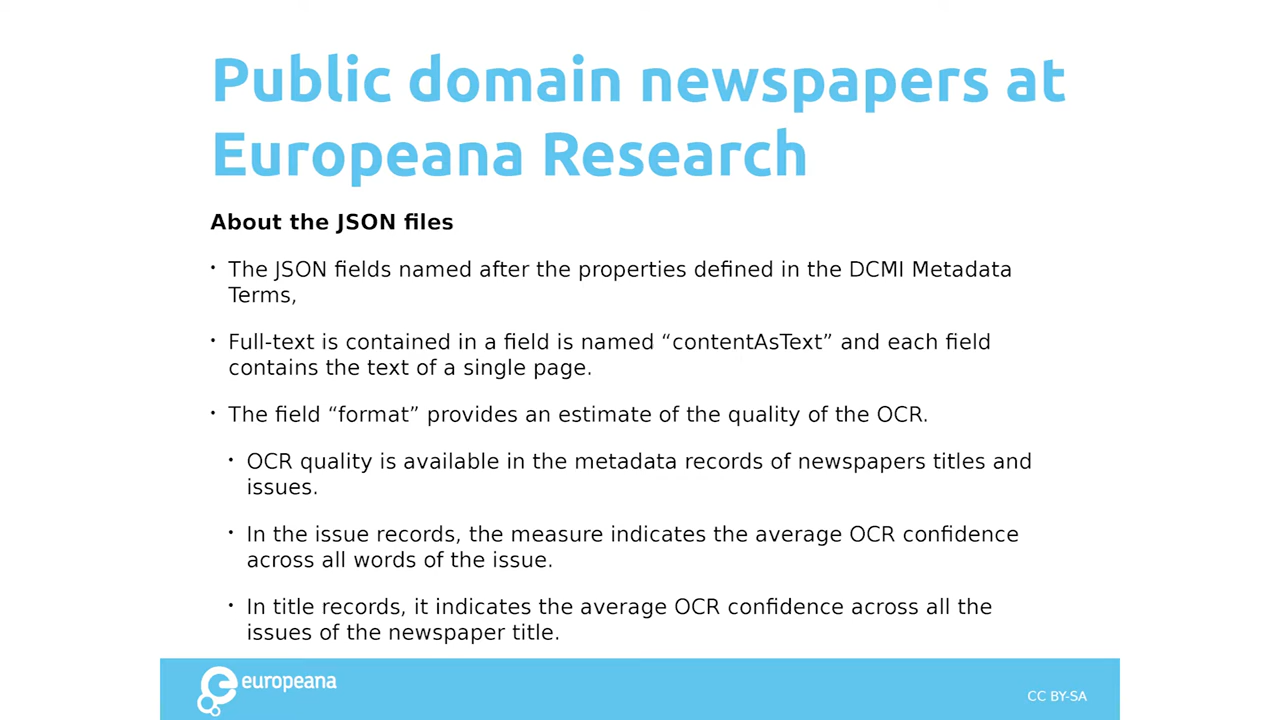 Public domain newspapers at
Europeana Research
About the JSON files
• The JSON fields named after the properties defined in the DCMI Metadata
Terms,
• Full-text is contained in a field is named “contentAsText” and each field
contains the text of a single page.
• The field “format” provides an estimate of the quality of the OCR.
• OCR quality is available in the metadata records of newspapers titles and
issues.
• In the issue records, the measure indicates the average OCR confidence
across all words of the issue.
• In title records, it indicates the average OCR confidence across all the
issues of the newspaper title.
europeana
CC BY-SA